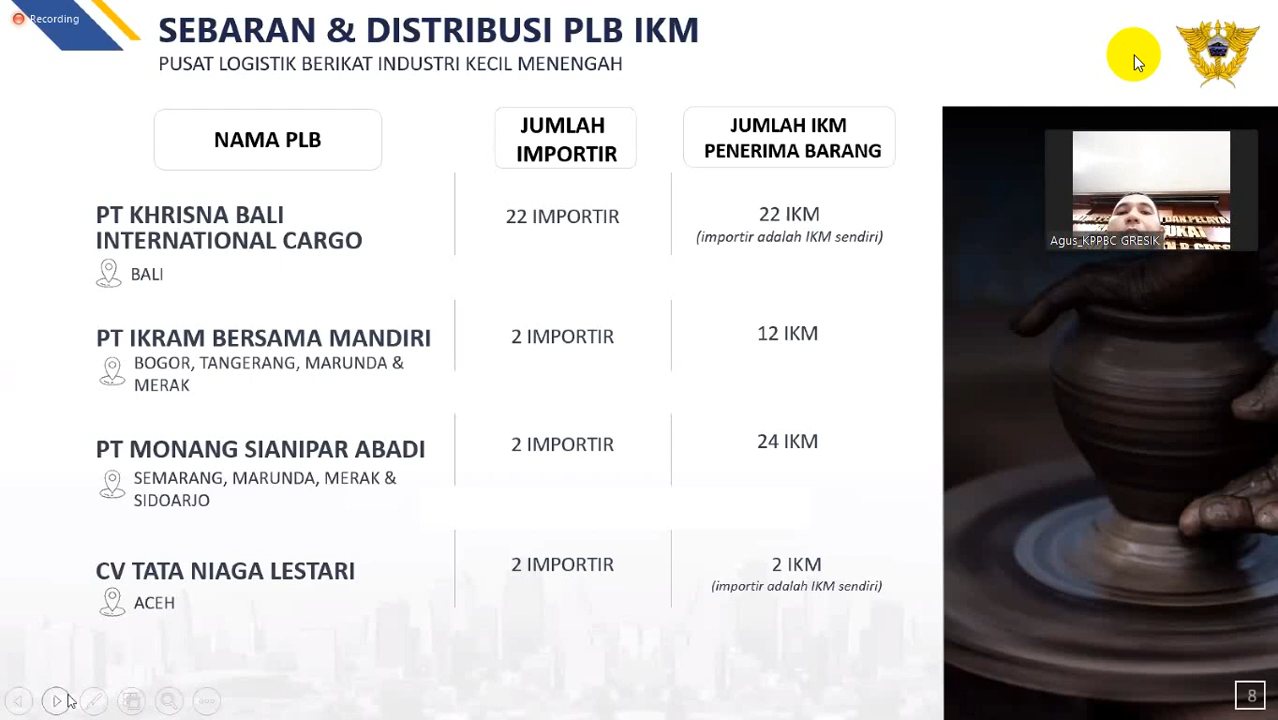 Recording
SEBARAN & DISTRIBUSI PLB IKM
PUSAT LOGISTIK BERIKAT INDUSTRI KECIL MENENGAH
NAMA PLB
JUMLAH
IMPORTIR
JUMLAH IKM
PENERIMA BARANG
PT KHRISNA BALI
INTERNATIONAL CARGO
BALI
22 IMPORTIR
22 IKM
(importir adalah IKM sendiri)
PT IKRAM BERSAMA MANDIRI
BOGOR, TANGERANG, MARUNDA &
MERAK
2 IMPORTIR
12 IKM
PT MONANG SIANIPAR ABADI
SEMARANG, MARUNDA, MERAK &
SIDOARJO
2 IMPORTIR
24 IKM
CV TATA NIAGA LESTARI
ACEH
2 IMPORTIR
2 IKM
(importir adalah IKM sendiri)
Agus_KPPBC GRESIK
8